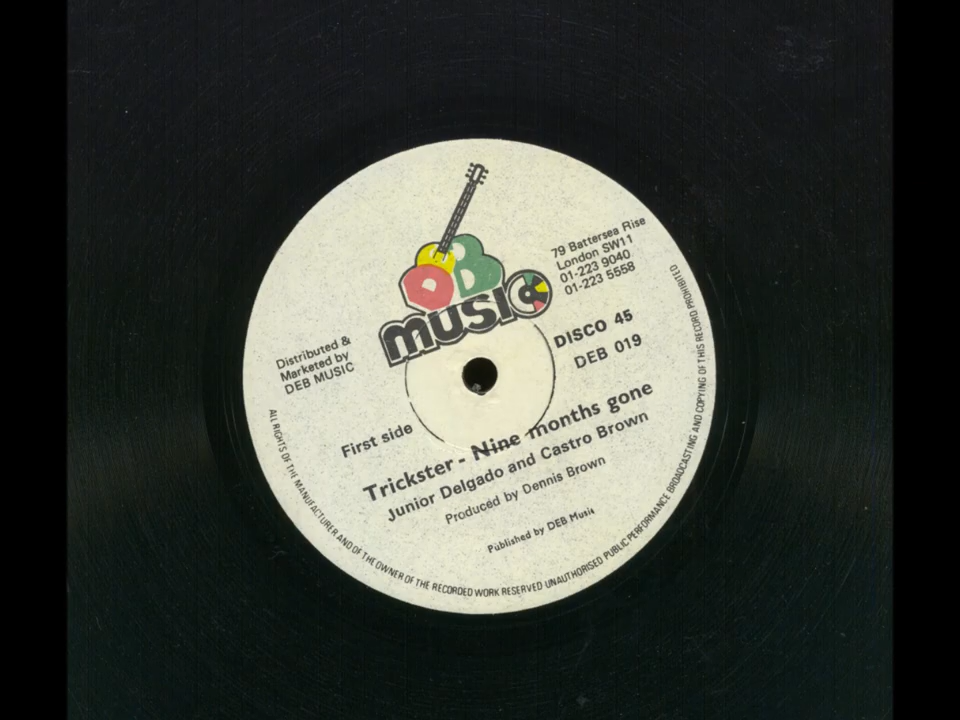 DEB
music
79 Battersea Rise
London SW11
01-223 9040
01-223 5558
DISCO 45
DEB 019
Distributed &
Marketed by
DEB MUSIC
First side
Trickster - Nine months gone
Junior Delgado and Castro Brown
Produced by Dennis Brown
Published by DEB Music
ALL RIGHTS OF THE MANUFACTURER AND OF THE OWNER OF THE RECORDED WORK RESERVED UNAUTHORISED PUBLIC PERFORMANCE BROADCASTING AND COPYING OF THIS RECORD PROHIBITED